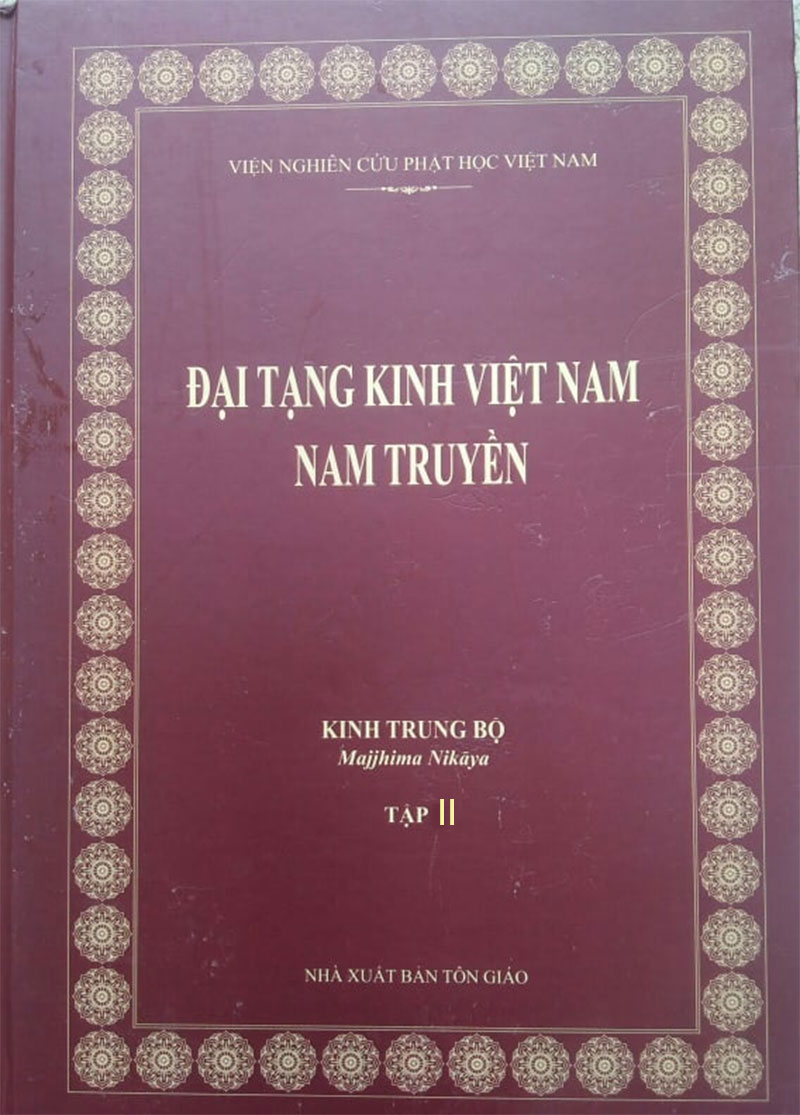 VIỆN NGHIÊN CỨU PHẬT HỌC VIỆT NAM
ĐẠI TẠNG KINH VIỆT NAM
NAM TRUYỀN
KINH TRUNG BỘ
Majjhima Nikāya
TẬP II
NHÀ XUẤT BẢN TÔN GIÁO